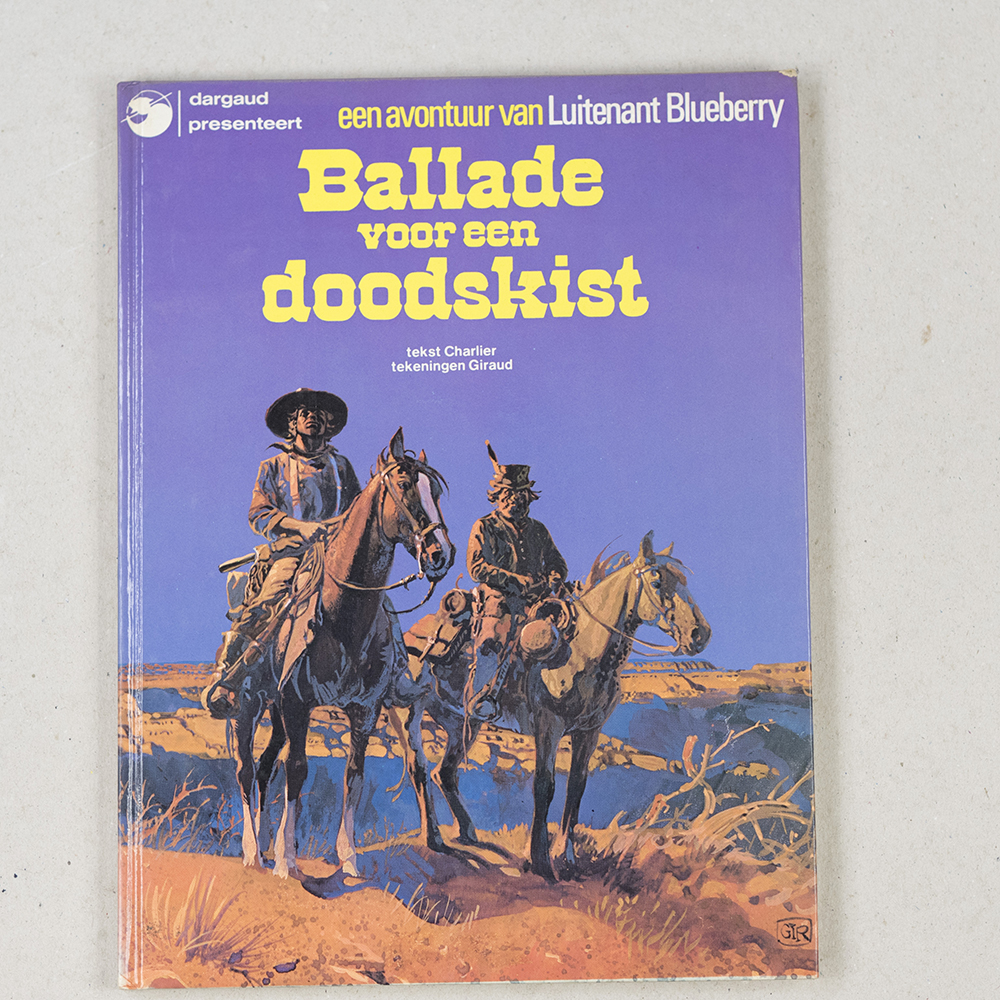 dargaud
presenteert
een avontuur van Luitenant Blueberry
Ballade
voor een
doodskist
tekst Charlier
tekeningen Giraud
GIR